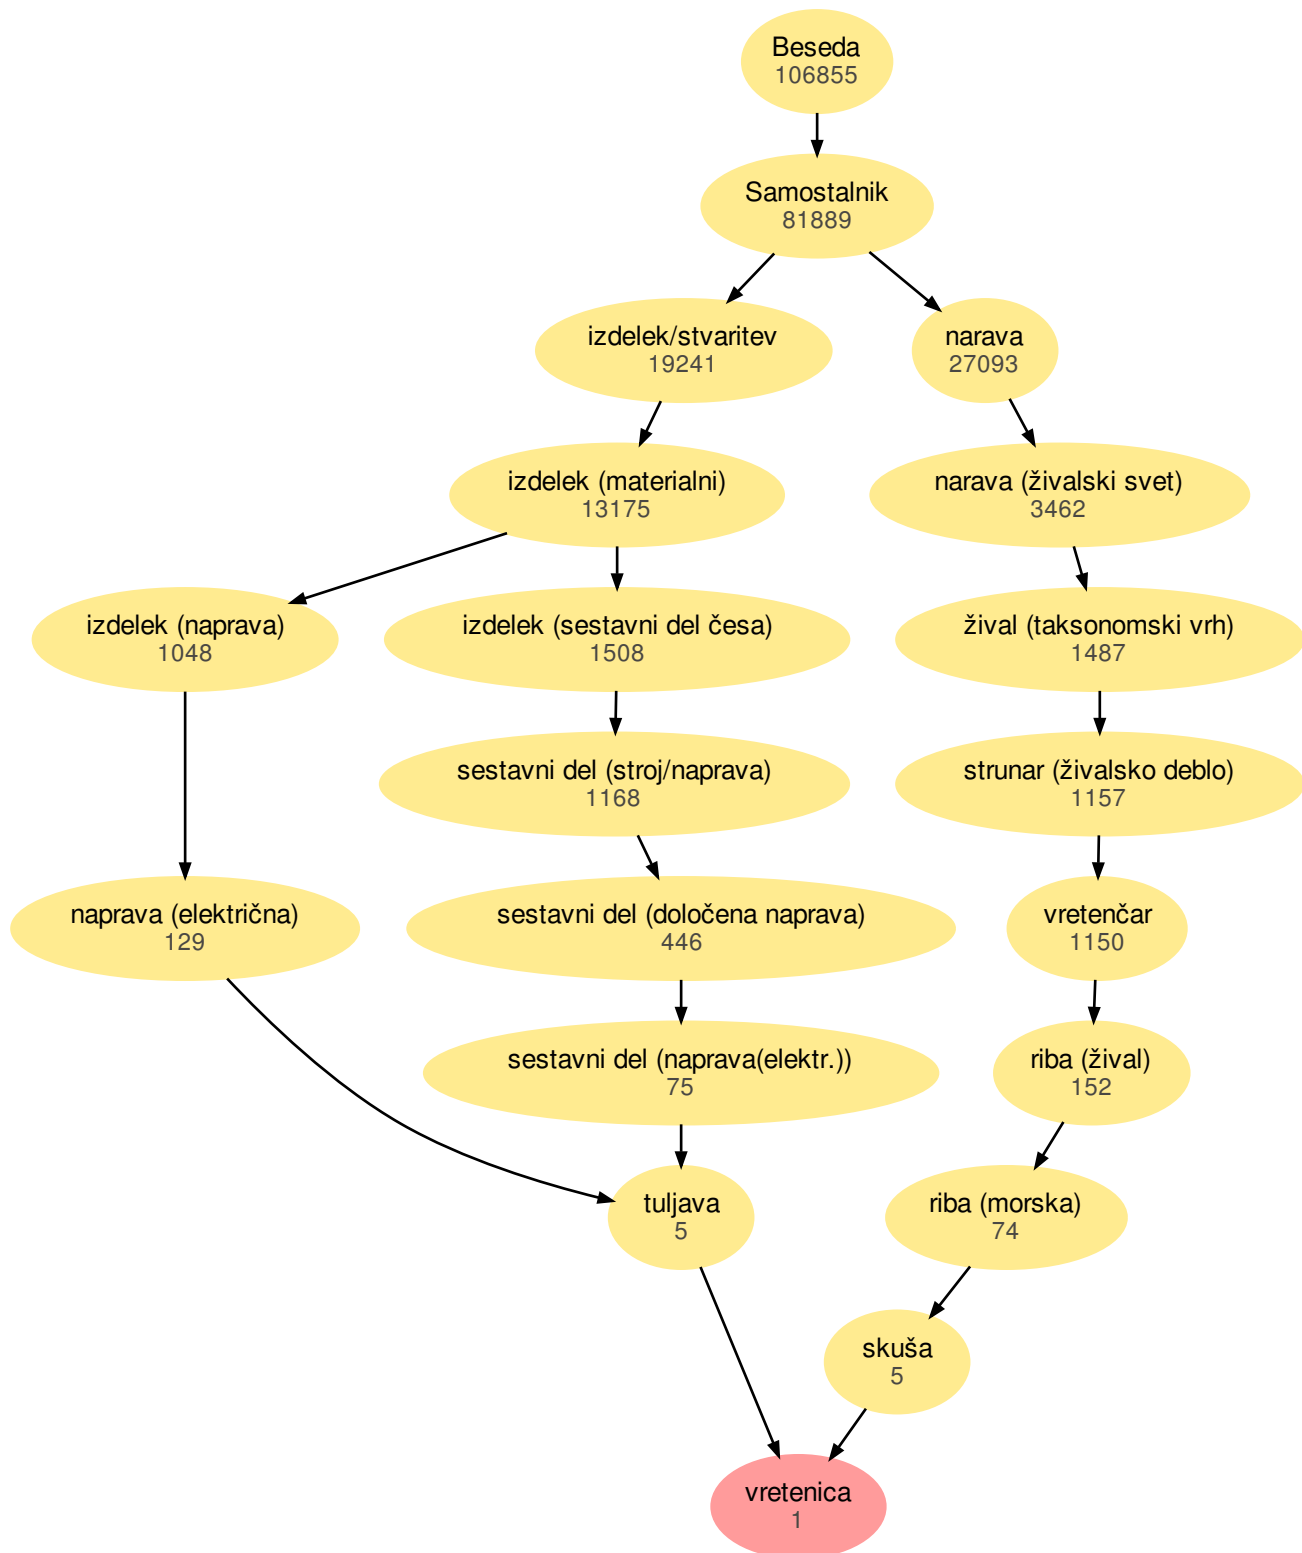 Beseda
106855
Samostalnik
81889
izdelek/stvaritev
19241
narava
27093
izdelek (materialni)
13175
narava (živalski svet)
3462
izdelek (naprava)
1048
izdelek (sestavni del česa)
1508
žival (taksonomski vrh)
1487
sestavni del (stroj/naprava)
1168
strunar (živalsko deblo)
1157
naprava (električna)
129
sestavni del (določena naprava)
446
vretenčar
1150
sestavni del (naprava(elektr.))
75
riba (žival)
152
tuljava
5
riba (morska)
74
skuša
5
vretenica
1